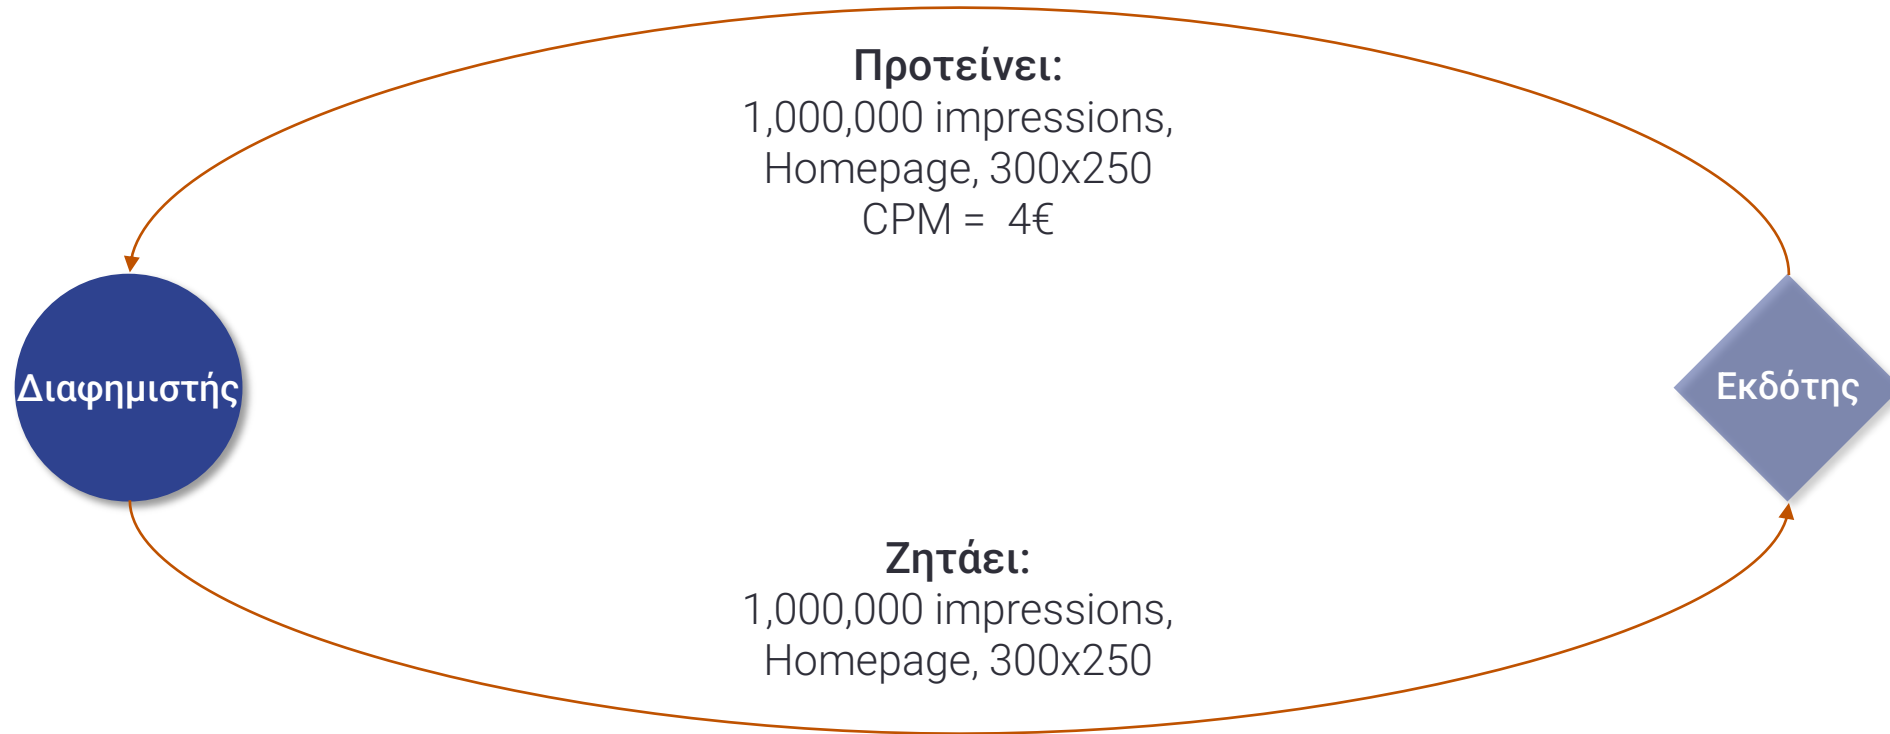 Προτείνει:
1,000,000 impressions,
Homepage, 300x250
CPM = 4€
Διαφημιστής
Εκδότης
Ζητάει:
1,000,000 impressions,
Homepage, 300x250